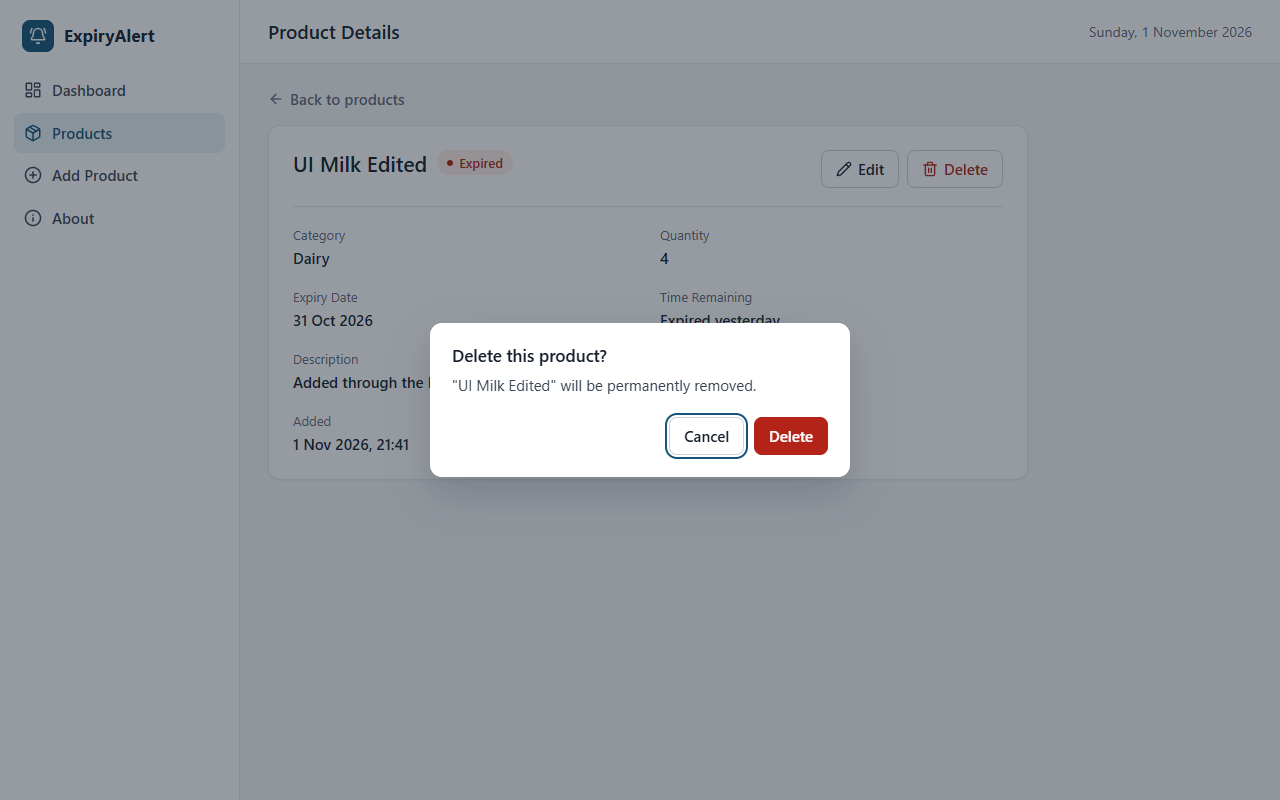 ExpiryAlert
Dashboard
Products
Add Product
About
Product Details
Sunday, 1 November 2026
Back to products
UI Milk Edited
Expired
Edit
Delete
Category
Dairy
Quantity
4
Expiry Date
31 Oct 2026
Time Remaining
Expired yesterday
Description
Added through the
Added
1 Nov 2026, 21:41
Delete this product?
"UI Milk Edited" will be permanently removed.
Cancel
Delete